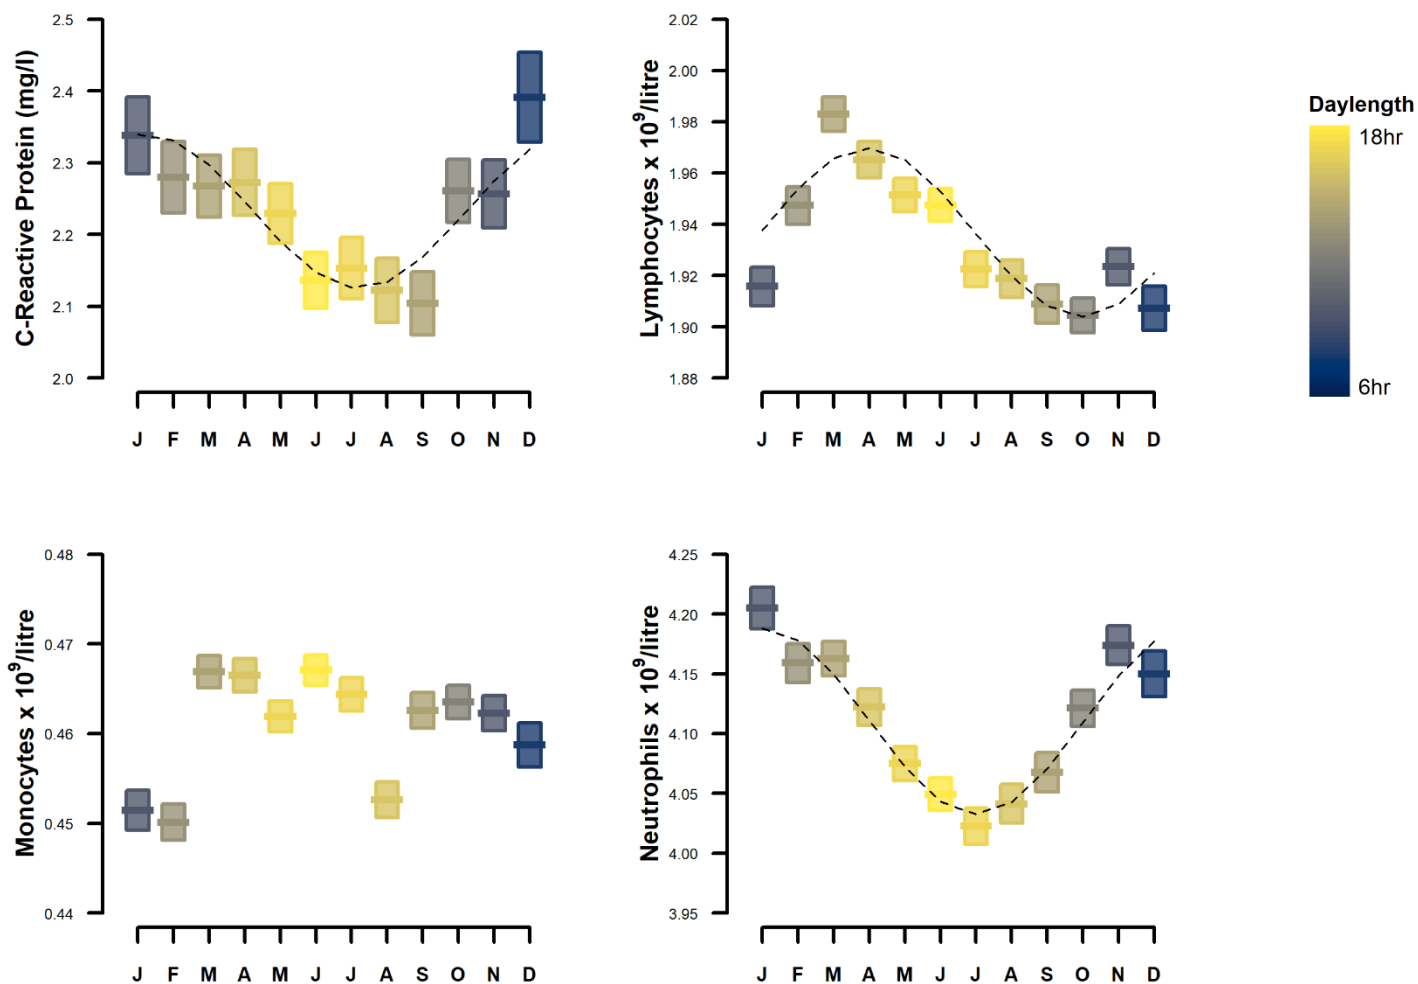 C-Reactive Protein (mg/l)
2.5
2.4
2.3
2.2
2.1
2.0
J F M A M J J A S O N D
Lymphocytes x 10⁹/litre
2.02
2.00
1.98
1.96
1.94
1.92
1.90
1.88
J F M A M J J A S O N D
Daylength
18hr
6hr
Monocytes x 10⁹/litre
0.48
0.47
0.46
0.45
0.44
J F M A M J J A S O N D
Neutrophils x 10⁹/litre
4.25
4.20
4.15
4.10
4.05
4.00
3.95
J F M A M J J A S O N D